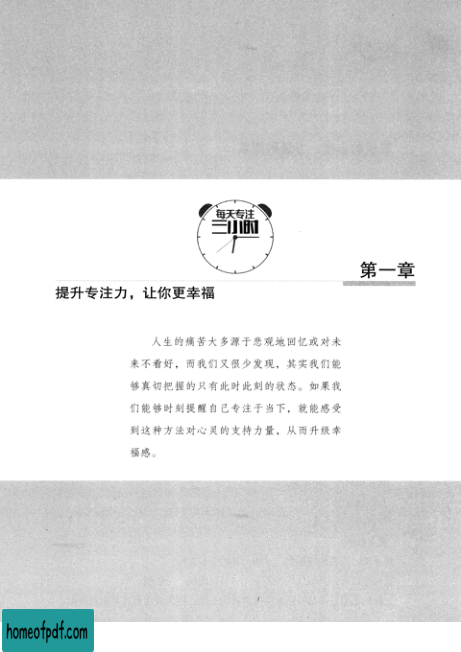 每天专注
三小时
第一章
提升专注力，让你更幸福
人生的痛苦大多源于悲观地回忆或对未
来不看好，而我们又很少发现，其实我们能
够真切把握的只有此时此刻的状态。如果我
们能够时刻提醒自己专注于当下，就能感受
到这种方法对心灵的支持力量，从而升级幸
福感。
homeofpdf.com